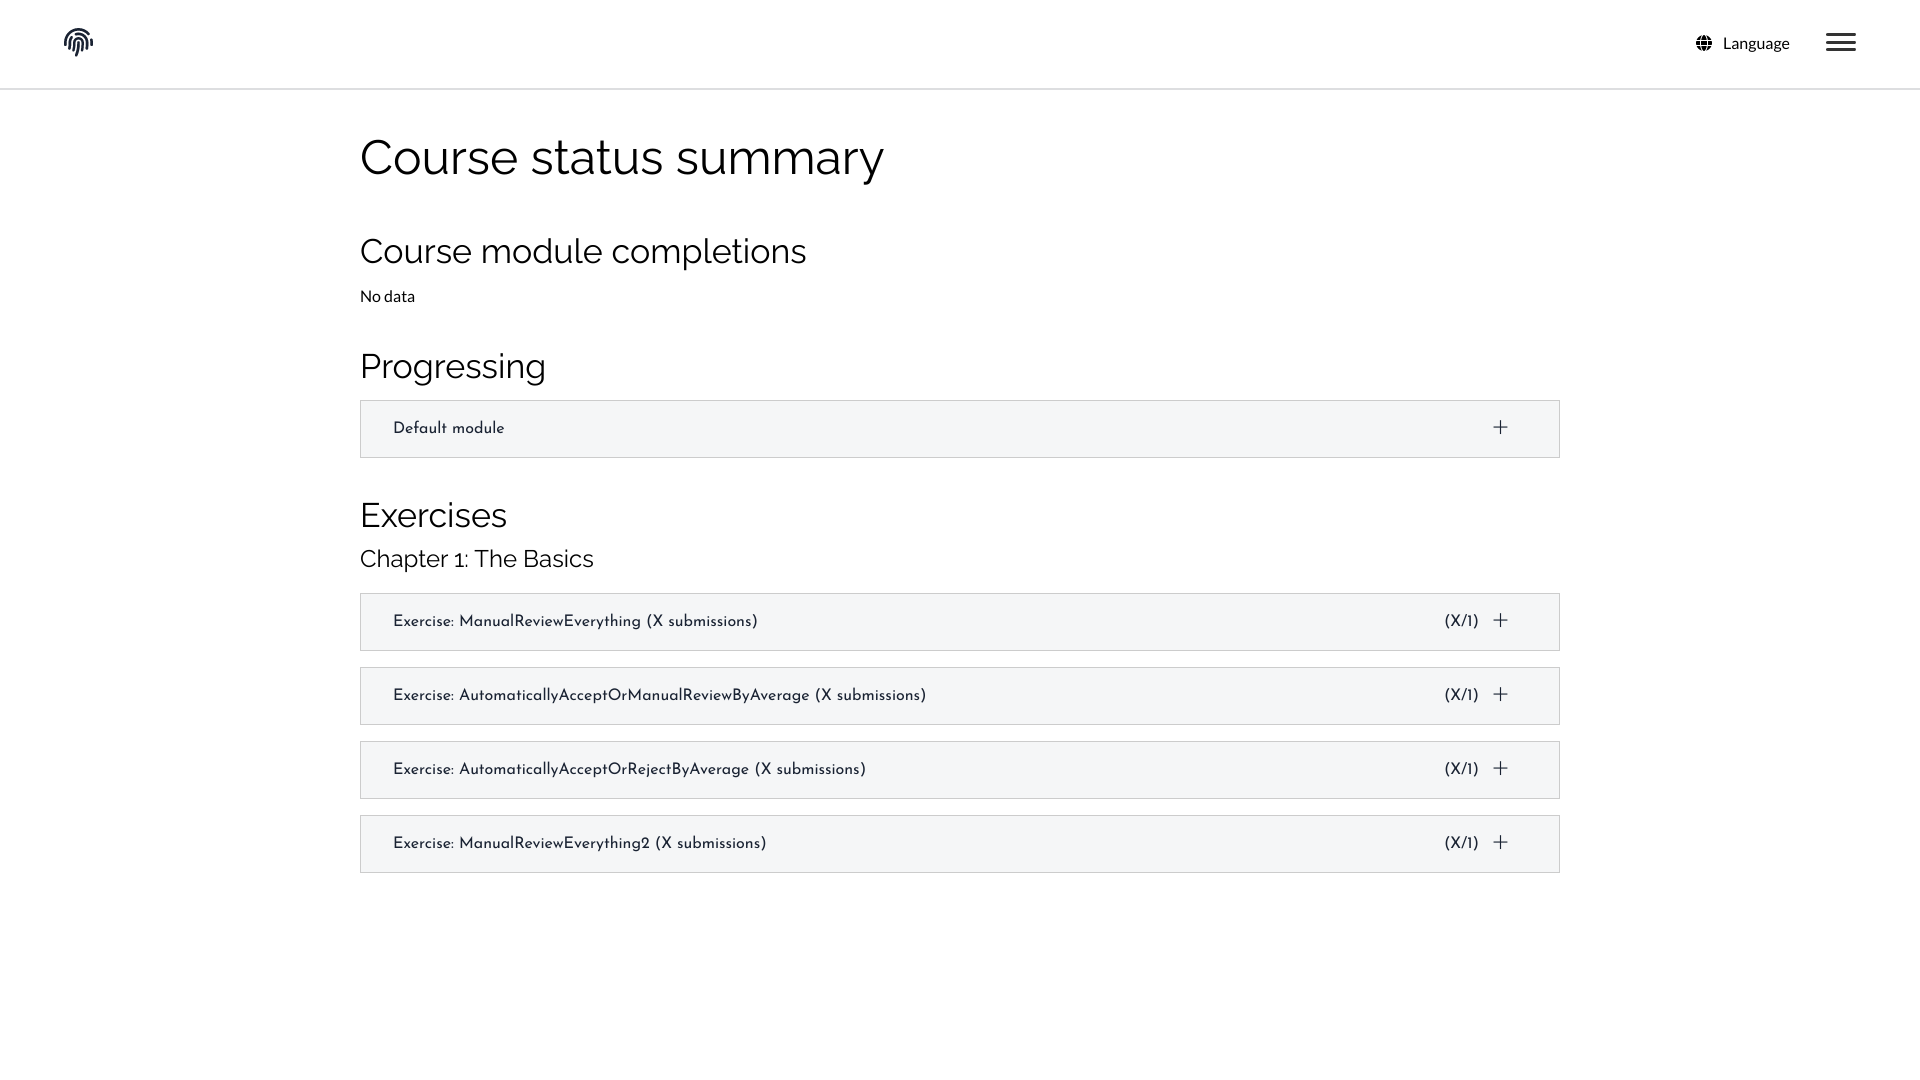 Language
Course status summary
Course module completions
No data
Progressing
Default module
Exercises
Chapter 1: The Basics
Exercise: ManualReviewEverything (X submissions) (X/1)
Exercise: AutomaticallyAcceptOrManualReviewByAverage (X submissions) (X/1)
Exercise: AutomaticallyAcceptOrRejectByAverage (X submissions) (X/1)
Exercise: ManualReviewEverything2 (X submissions) (X/1)